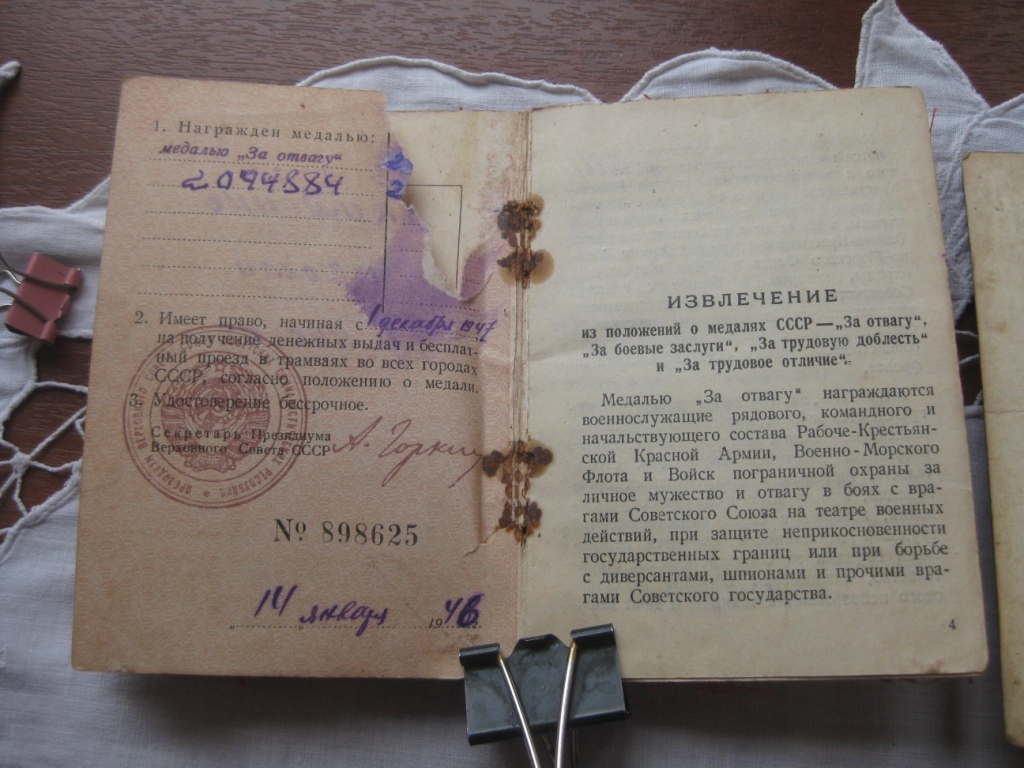 1. Награжден медалью:
медалью „За отвагу“
2094884
2. Имеет право, начиная с 1 декабря 1947
на получение денежных выдач и бесплат-
ный проезд в трамваях во всех городах
СССР, согласно положению о медали.
3. Удостоверение бессрочное.
Секретарь Президиума
Верховного Совета СССР
А. Горкин
№ 898625
„14 „ января 1946
ИЗВЛЕЧЕНИЕ
из положений о медалях СССР—„За отвагу“,
„За боевые заслуги“, „За трудовую доблесть“
и „За трудовое отличие“.
Медалью „За отвагу“ награждаются
военнослужащие рядового, командного и
начальствующего состава Рабоче-Крестьян-
ской Красной Армии, Военно-Морского
Флота и Войск пограничной охраны за
личное мужество и отвагу в боях с вра-
гами Советского Союза на театре военных
действий, при защите неприкосновенности
государственных границ или при борьбе
с диверсантами, шпионами и прочими вра-
гами Советского государства.
4